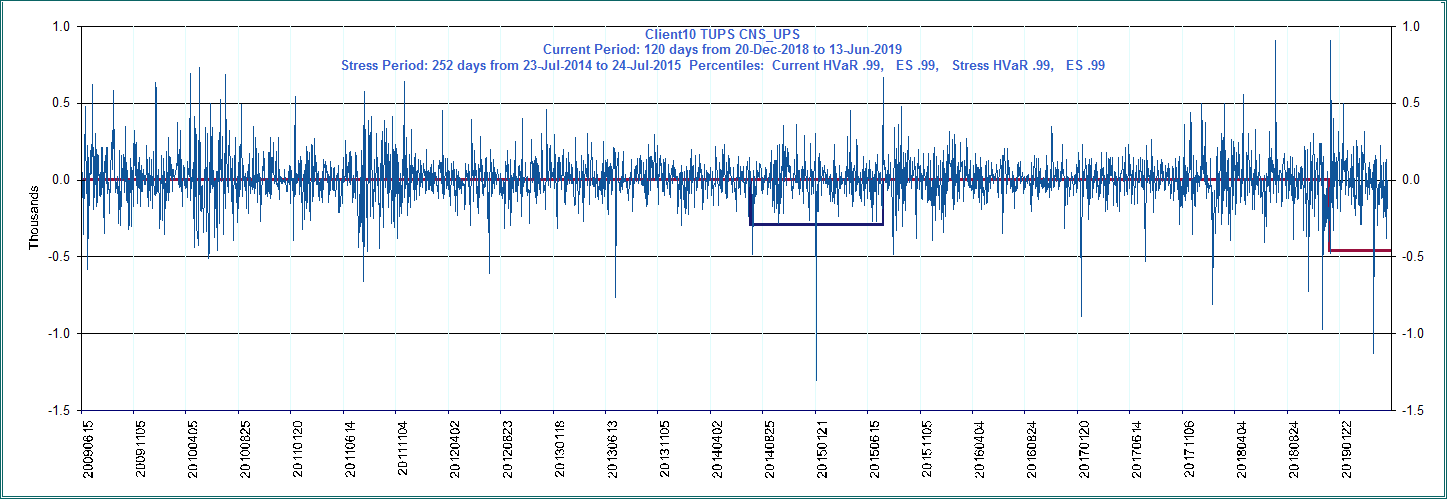 Client10 TUPS CNS_UPS
Current Period: 120 days from 20-Dec-2018 to 13-Jun-2019
Stress Period: 252 days from 23-Jul-2014 to 24-Jul-2015 Percentiles: Current HVaR .99, ES .99, Stress HVaR .99, ES .99
1.0 1.0
0.5 0.5
0.0 0.0
-0.5 -0.5
-1.0 -1.0
-1.5 -1.5
Thousands
20090615 20091105 20100405 20100825 20110120 20110614 20111104 20120402 20120823 20130118 20130613 20131105 20140402 20140825 20150121 20150615 20151105 20160404 20160824 20170120 20170614 20171106 20180404 20180824 20190122